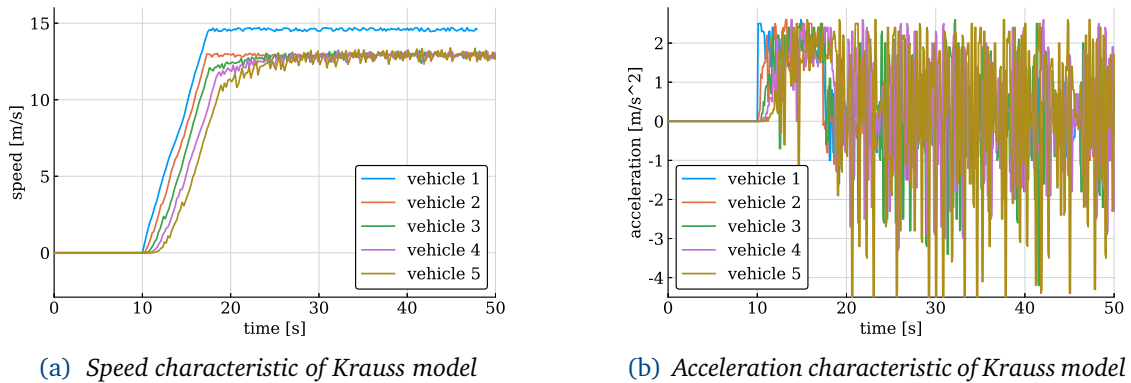 15
10
5
0
0
10
20
30
40
50
speed [m/s]
time [s]
vehicle 1
vehicle 2
vehicle 3
vehicle 4
vehicle 5
(a) Speed characteristic of Krauss model
2
1
0
-1
-2
-3
-4
0
10
20
30
40
50
acceleration [m/s^2]
time [s]
vehicle 1
vehicle 2
vehicle 3
vehicle 4
vehicle 5
(b) Acceleration characteristic of Krauss model